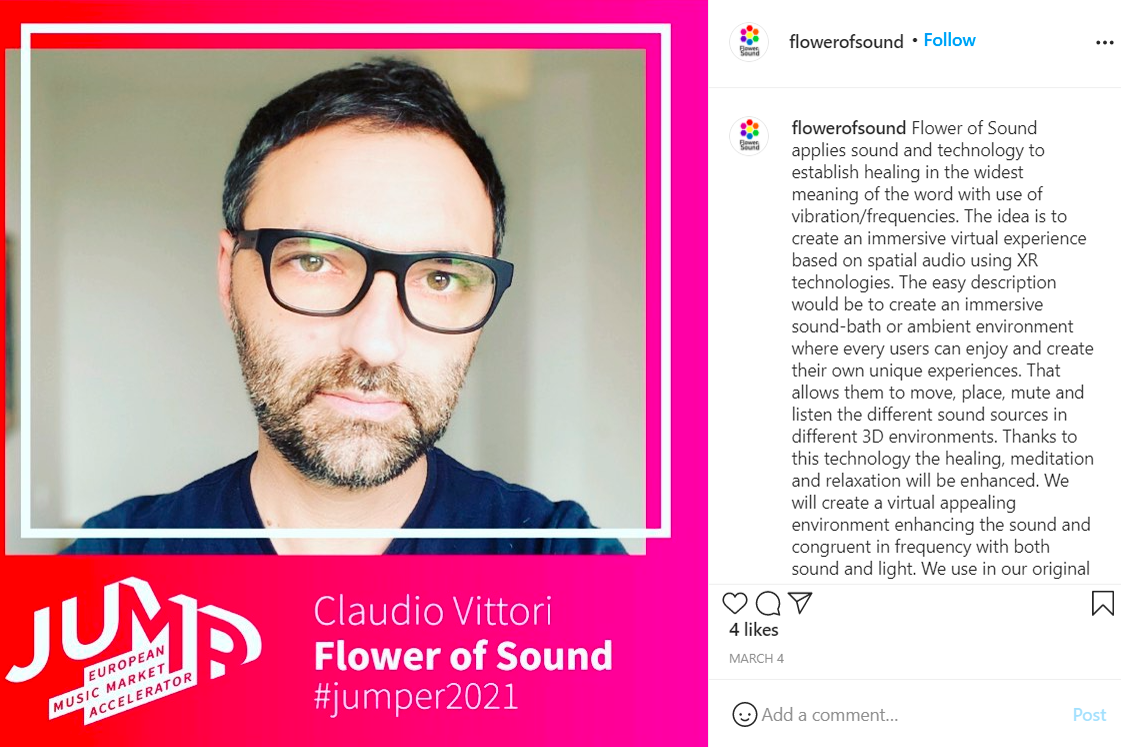 JUMP
EUROPEAN
MUSIC MARKET
ACCELERATOR
Claudio Vittori
Flower of Sound
#jumper2021
Flower of
Sound
flowerofsound • Follow
Flower of
Sound
flowerofsound Flower of Sound
applies sound and technology to
establish healing in the widest
meaning of the word with use of
vibration/frequencies. The idea is to
create an immersive virtual experience
based on spatial audio using XR
technologies. The easy description
would be to create an immersive
sound-bath or ambient environment
where every users can enjoy and create
their own unique experiences. That
allows them to move, place, mute and
listen the different sound sources in
different 3D environments. Thanks to
this technology the healing, meditation
and relaxation will be enhanced. We
will create a virtual appealing
environment enhancing the sound and
congruent in frequency with both
sound and light. We use in our original
4 likes
MARCH 4
Add a comment...
Post